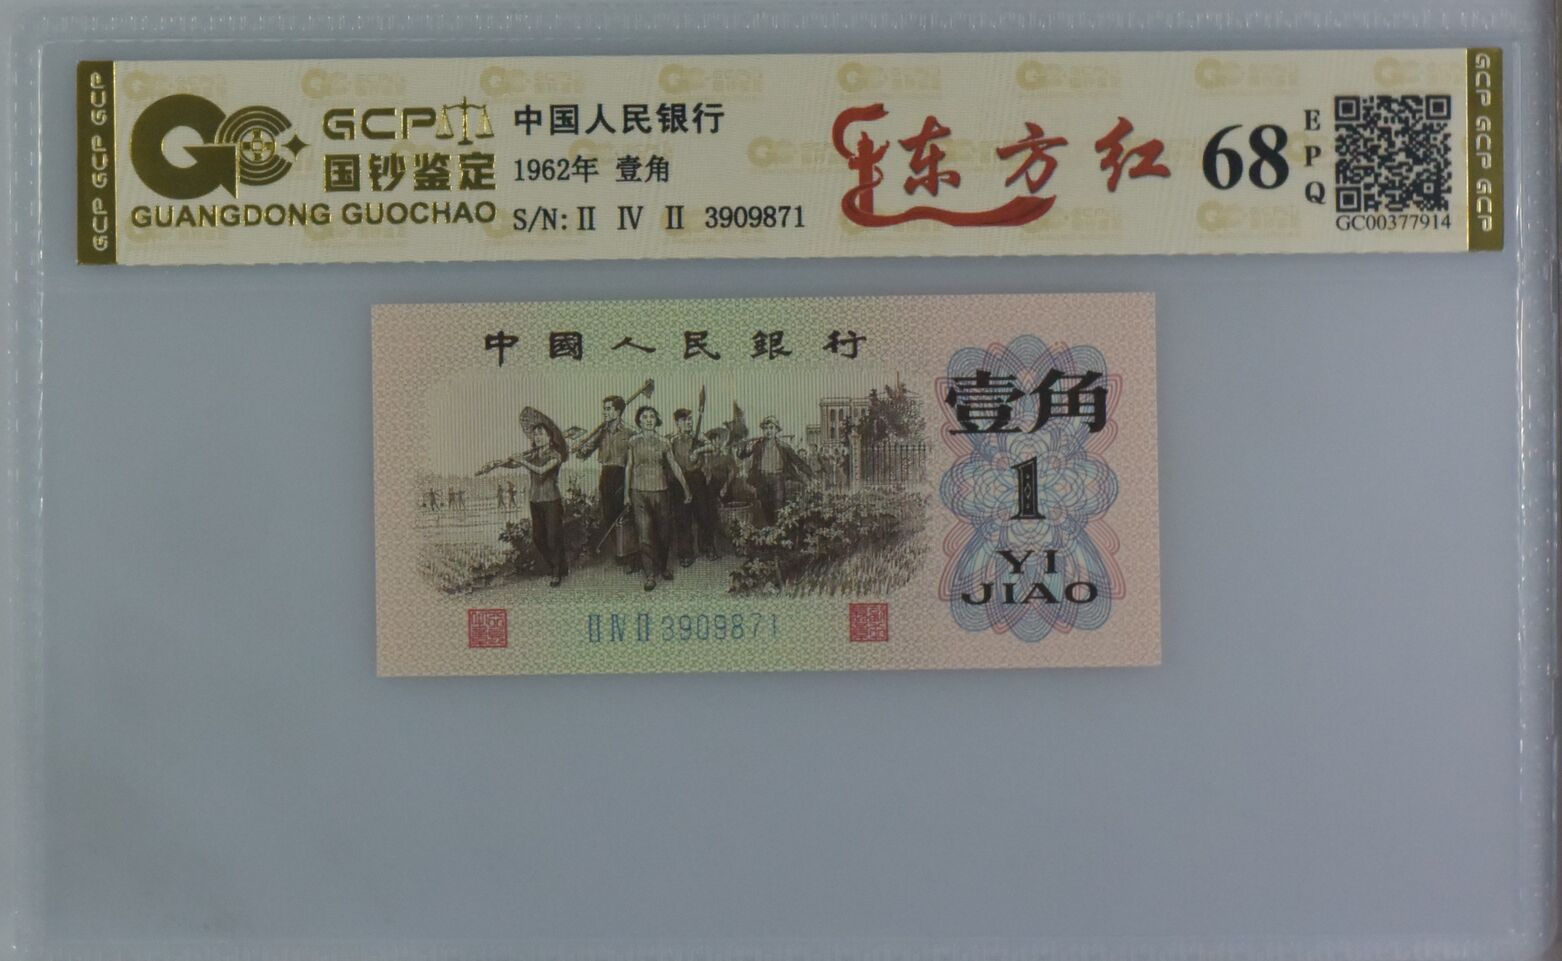 GCP GCP GCP
GCP
国钞鉴定
GUANGDONG GUOCHAO
中国人民银行
1962年 壹角
S/N: II IV II 3909871
东方红
68
EPQ
GC00377914
GCP GCP GCP
中國人民銀行
壹角
1
YI
JIAO
II IV II 3909871